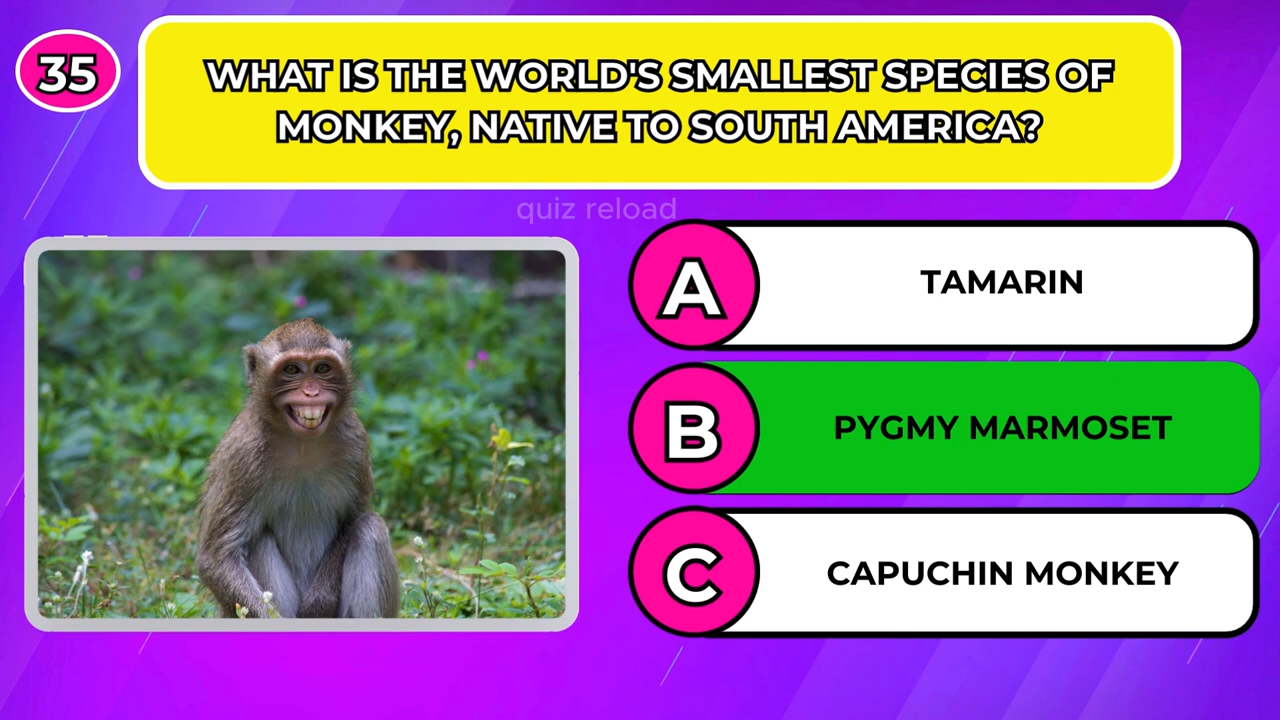 35
WHAT IS THE WORLD'S SMALLEST SPECIES OF
MONKEY, NATIVE TO SOUTH AMERICA?
quiz reload
A
TAMARIN
B
PYGMY MARMOSET
C
CAPUCHIN MONKEY